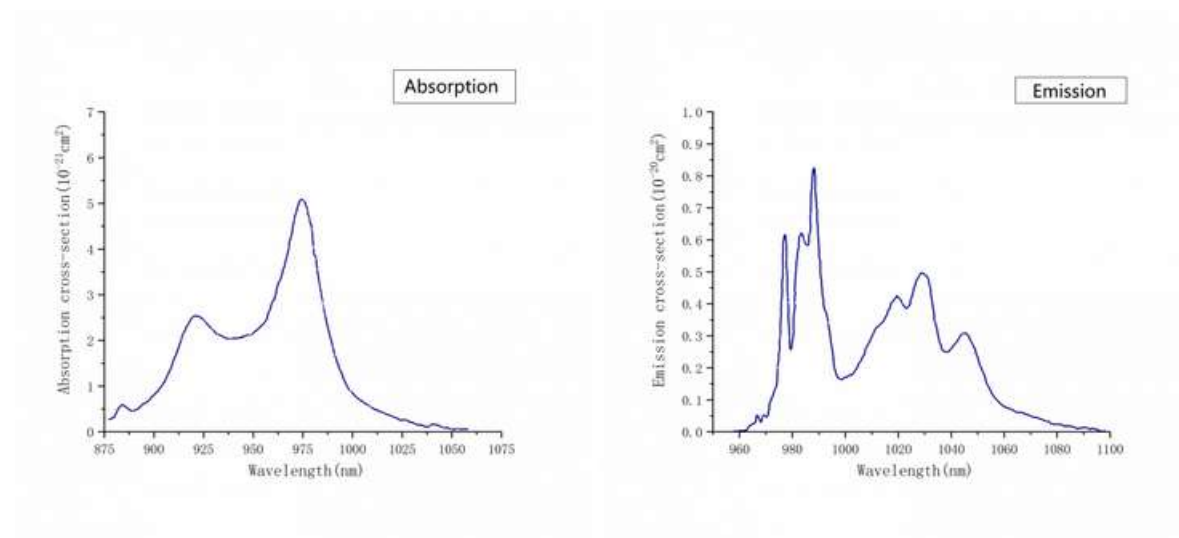 Absorption
Absorption cross-section(10⁻²¹cm²)
7
6
5
4
3
2
1
0
875 900 925 950 975 1000 1025 1050 1075
Wavelength(nm)
Emission
Emission cross-section(10⁻²⁰cm²)
1.0
0.9
0.8
0.7
0.6
0.5
0.4
0.3
0.2
0.1
0.0
960 980 1000 1020 1040 1060 1080 1100
Wavelength(nm)